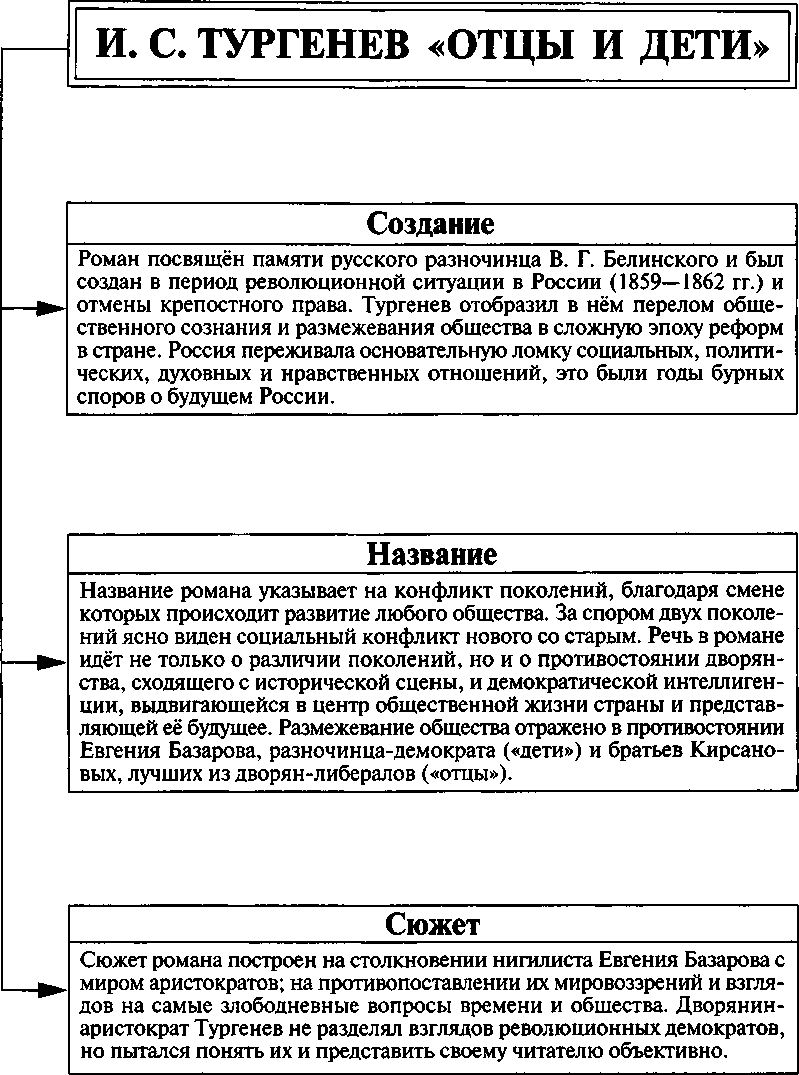 И. С. ТУРГЕНЕВ «ОТЦЫ И ДЕТИ»
Создание
Роман посвящён памяти русского разночинца В. Г. Белинского и был
создан в период революционной ситуации в России (1859—1862 гг.) и
отмены крепостного права. Тургенев отобразил в нём перелом обще-
ственного сознания и размежевания общества в сложную эпоху реформ
в стране. Россия переживала основательную ломку социальных, полити-
ческих, духовных и нравственных отношений, это были годы бурных
споров о будущем России.
Название
Название романа указывает на конфликт поколений, благодаря смене
которых происходит развитие любого общества. За спором двух поколе-
ний ясно виден социальный конфликт нового со старым. Речь в романе
идёт не только о различии поколений, но и о противостоянии дворян-
ства, сходящего с исторической сцены, и демократической интеллиген-
ции, выдвигающейся в центр общественной жизни страны и представ-
ляющей её будущее. Размежевание общества отражено в противостоянии
Евгения Базарова, разночинца-демократа («дети») и братьев Кирсано-
вых, лучших из дворян-либералов («отцы»).
Сюжет
Сюжет романа построен на столкновении нигилиста Евгения Базарова с
миром аристократов; на противопоставлении их мировоззрений и взгля-
дов на самые злободневные вопросы времени и общества. Дворянин-
аристократ Тургенев не разделял взглядов революционных демократов,
но пытался понять их и представить своему читателю объективно.